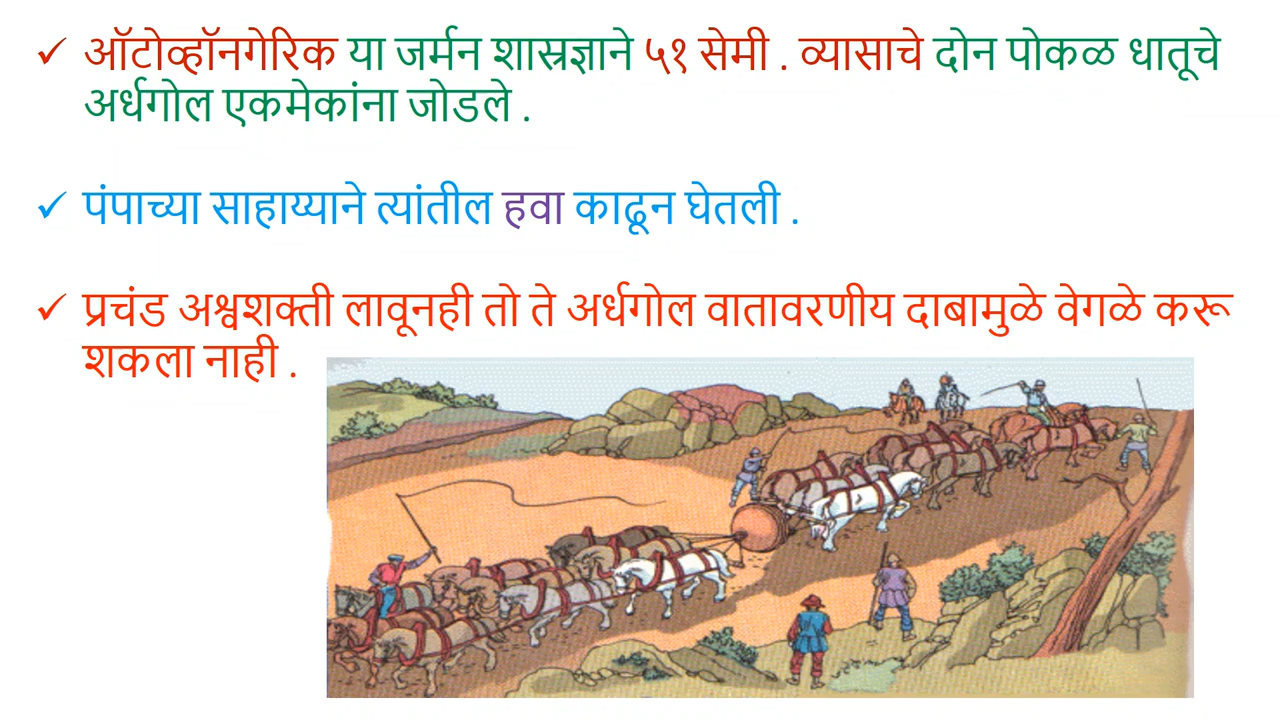 ✓ ऑटोव्हॉनगेरिक या जर्मन शास्रज्ञाने ५१ सेमी . व्यासाचे दोन पोकळ धातूचे
अर्धगोल एकमेकांना जोडले .
✓ पंपाच्या साहाय्याने त्यांतील हवा काढून घेतली .
✓ प्रचंड अश्वशक्ती लावूनही तो ते अर्धगोल वातावरणीय दाबामुळे वेगळे करू
शकला नाही .